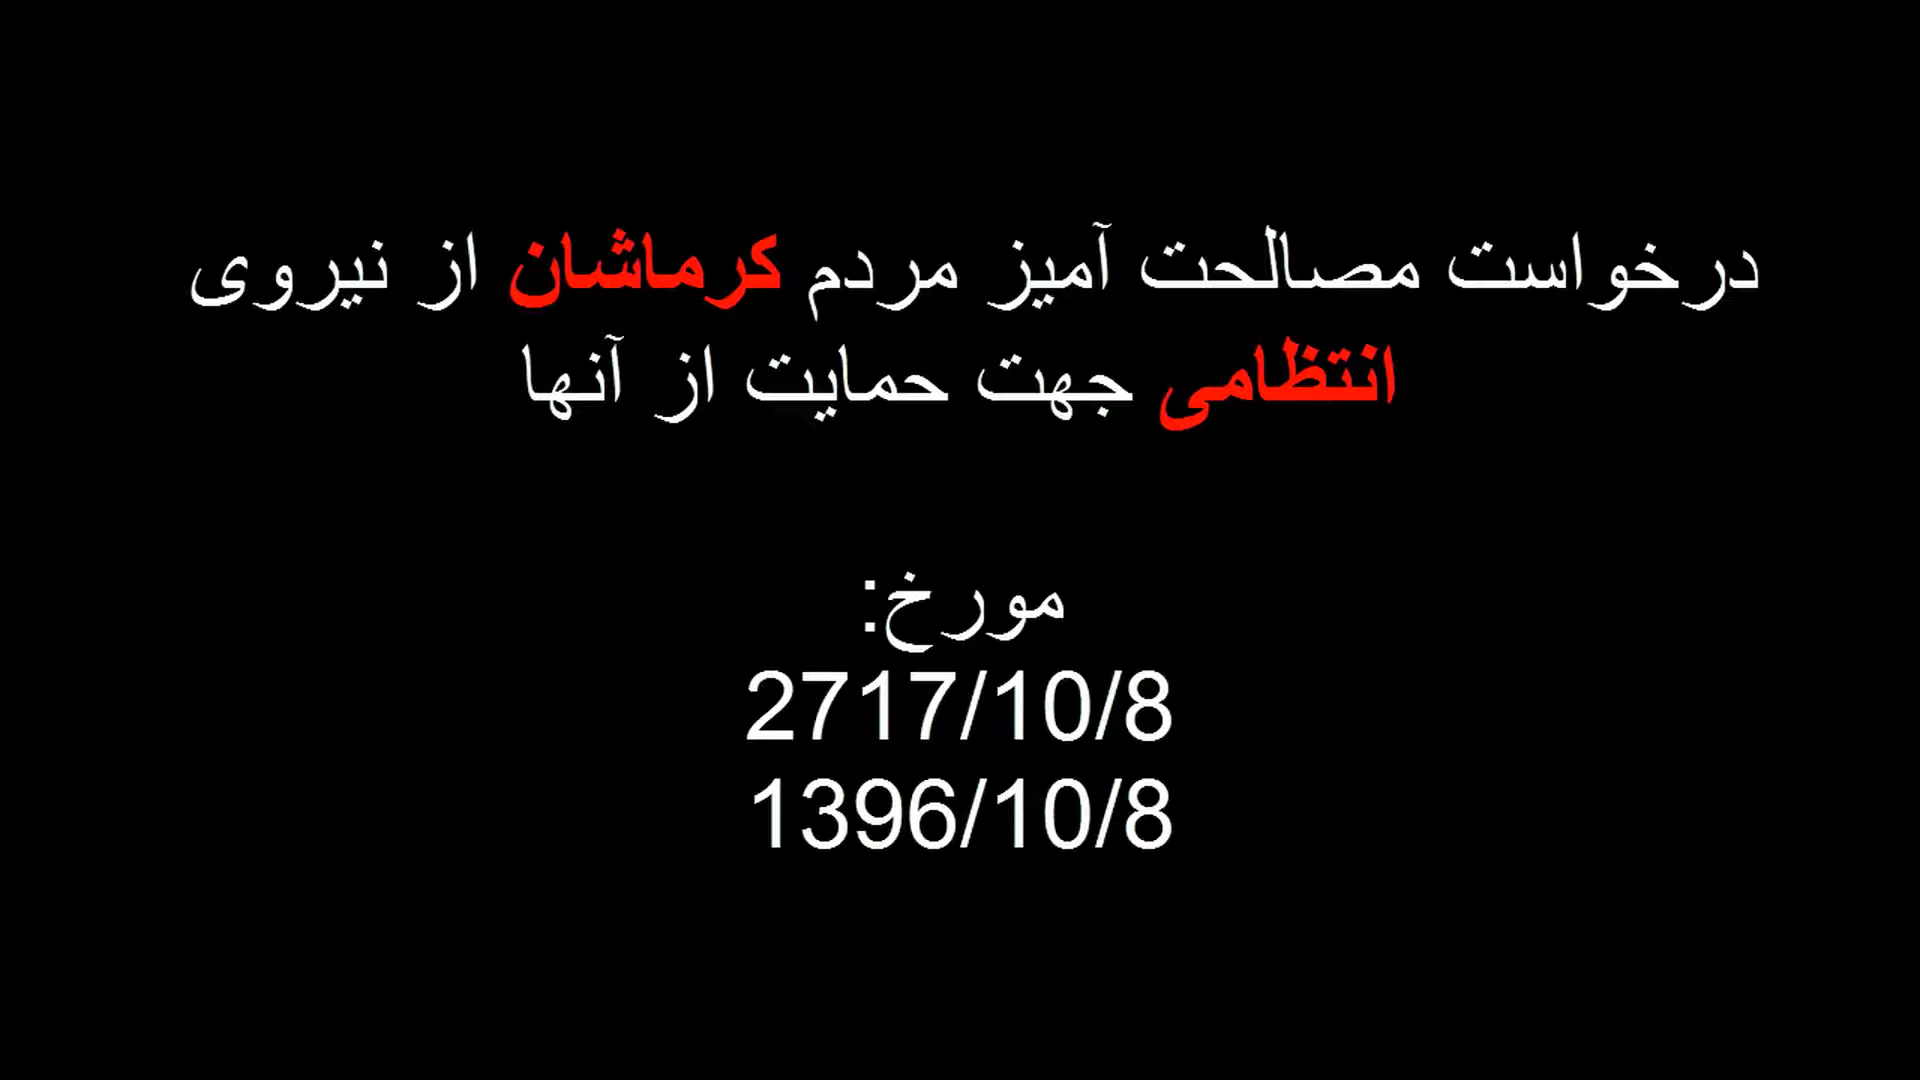 درخواست مصالحت آمیز مردم کرماشان از نیروی
انتظامی جهت حمایت از آنها
مورخ:
2717/10/8
1396/10/8